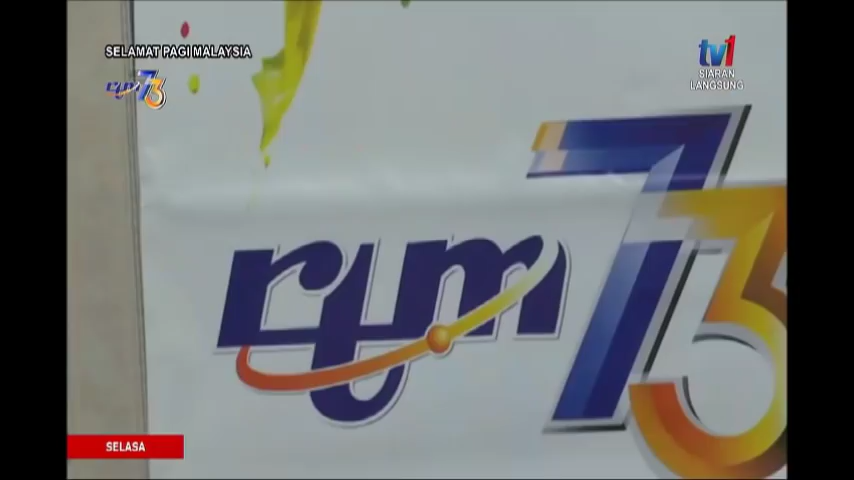 SELAMAT PAGI MALAYSIA
rtm 73
tv1
SIARAN
LANGSUNG
rtm 73
SELASA